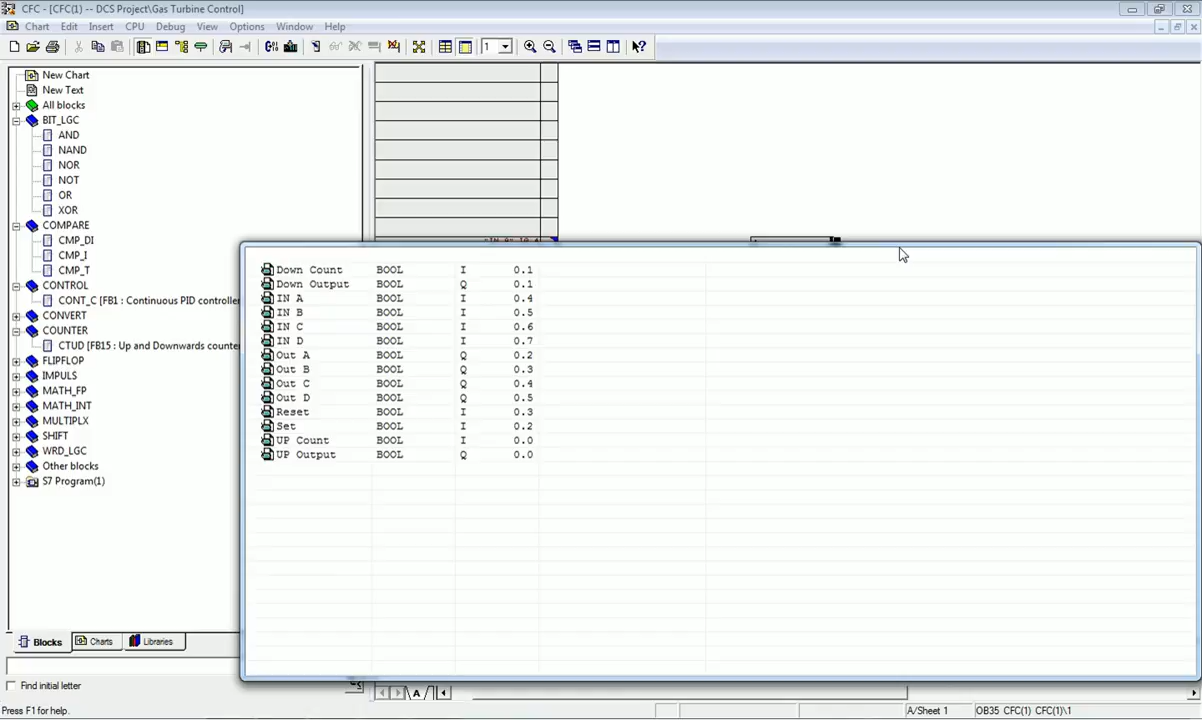 CFC - [CFC(1) -- DCS Project\Gas Turbine Control]
Chart Edit Insert CPU Debug View Options Window Help
1
New Chart
New Text
All blocks
BIT_LGC
AND
NAND
NOR
NOT
OR
XOR
COMPARE
CMP_DI
CMP_I
CMP_T
CONTROL
CONT_C [FB1 : Continuous PID controller
CONVERT
COUNTER
CTUD [FB15 : Up and Downwards counte
FLIPFLOP
IMPULS
MATH_FP
MATH_INT
MULTIPLX
SHIFT
WRD_LGC
Other blocks
S7 Program(1)
Down Count BOOL I 0.1
Down Output BOOL Q 0.1
IN A BOOL I 0.4
IN B BOOL I 0.5
IN C BOOL I 0.6
IN D BOOL I 0.7
Out A BOOL Q 0.2
Out B BOOL Q 0.3
Out C BOOL Q 0.4
Out D BOOL Q 0.5
Reset BOOL I 0.3
Set BOOL I 0.2
UP Count BOOL I 0.0
UP Output BOOL Q 0.0
Blocks Charts Libraries
Find initial letter
A
Press F1 for help.
A/Sheet 1 OB35 CFC(1) CFC(1)\1